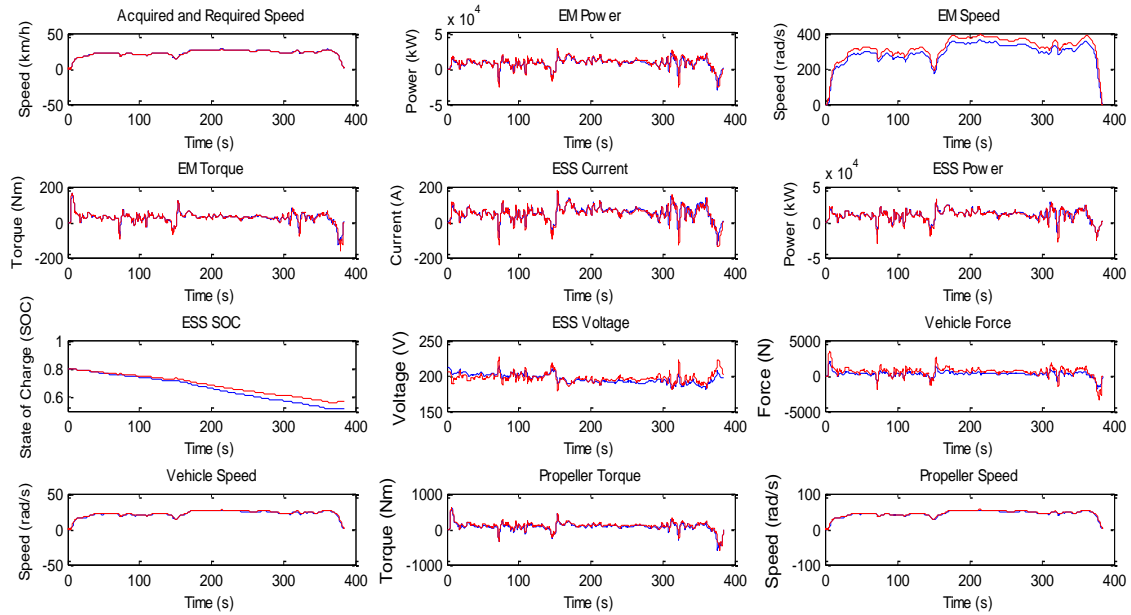 Acquired and Required Speed
Speed (km/h)
50
0
-50
0 100 200 300 400
Time (s)
EM Power
x 10^4
Power (kW)
5
0
-5
0 100 200 300 400
Time (s)
EM Speed
Speed (rad/s)
400
200
0
0 100 200 300 400
Time (s)
EM Torque
Torque (Nm)
200
0
-200
0 100 200 300 400
Time (s)
ESS Current
Current (A)
200
0
-200
0 100 200 300 400
Time (s)
ESS Power
x 10^4
Power (kW)
5
0
-5
0 100 200 300 400
Time (s)
ESS SOC
State of Charge (SOC)
1
0.8
0.6
0 100 200 300 400
Time (s)
ESS Voltage
Voltage (V)
250
200
150
0 100 200 300 400
Time (s)
Vehicle Force
Force (N)
5000
0
-5000
0 100 200 300 400
Time (s)
Vehicle Speed
Speed (rad/s)
50
0
-50
0 100 200 300 400
Time (s)
Propeller Torque
Torque (Nm)
1000
0
-1000
0 100 200 300 400
Time (s)
Propeller Speed
Speed (rad/s)
100
0
-100
0 100 200 300 400
Time (s)